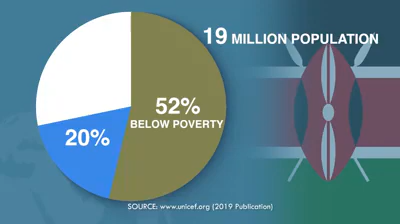 19 MILLION POPULATION
52%
BELOW POVERTY
20%
SOURCE: www.unicef.org (2019 Publication)